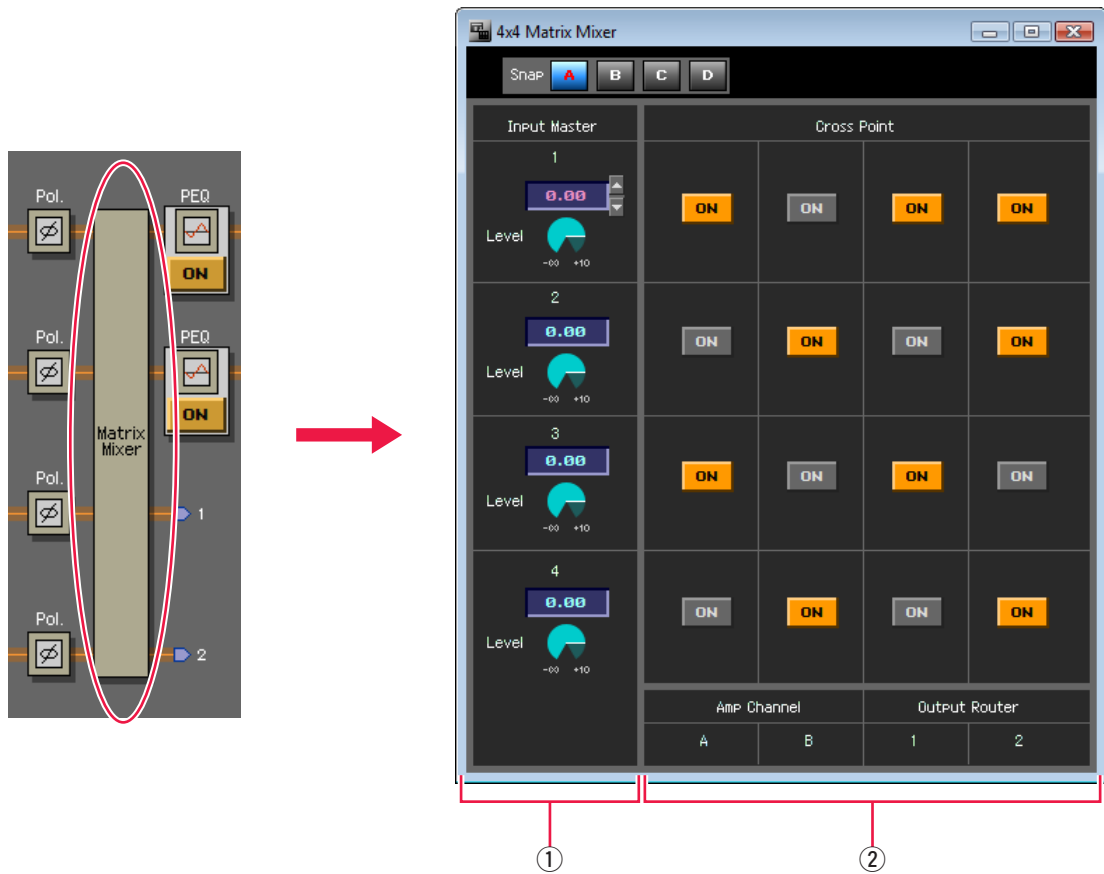 Pol.
PEQ
ON
Pol.
PEQ
ON
Matrix
Mixer
Pol.
1
Pol.
2
4x4 Matrix Mixer
Snap A B C D
Input Master
Cross Point
1
0.00
Level
-∞ +10
ON ON ON ON
2
0.00
Level
-∞ +10
ON ON ON ON
3
0.00
Level
-∞ +10
ON ON ON ON
4
0.00
Level
-∞ +10
ON ON ON ON
Amp Channel
Output Router
A B 1 2
① ②